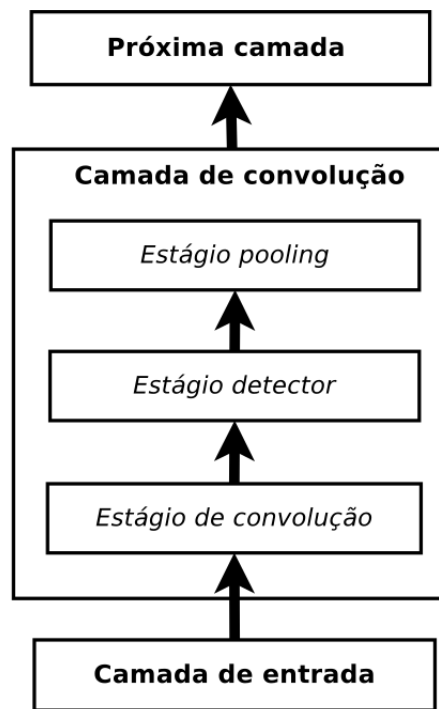 Próxima camada
Camada de convolução
Estágio pooling
Estágio detector
Estágio de convolução
Camada de entrada